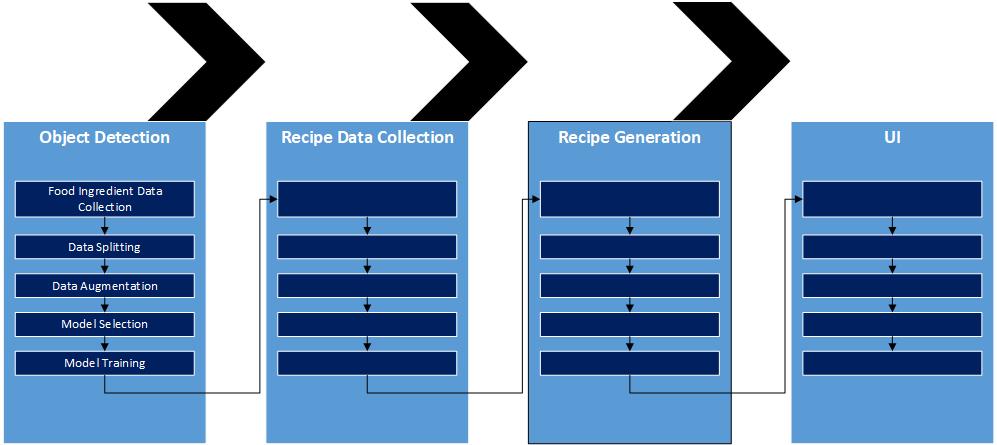 Object Detection
Food Ingredient Data
Collection
Data Splitting
Data Augmentation
Model Selection
Model Training
Recipe Data Collection
Recipe Generation
UI